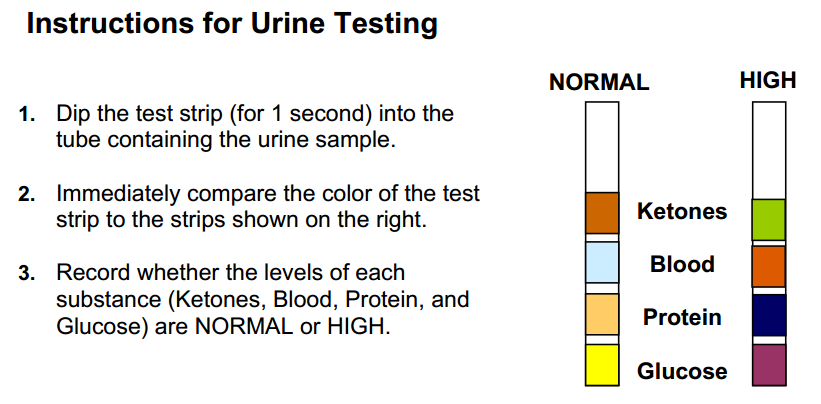 Instructions for Urine Testing
NORMAL
HIGH
1. Dip the test strip (for 1 second) into the
tube containing the urine sample.
2. Immediately compare the color of the test
strip to the strips shown on the right.
3. Record whether the levels of each
substance (Ketones, Blood, Protein, and
Glucose) are NORMAL or HIGH.
Ketones
Blood
Protein
Glucose